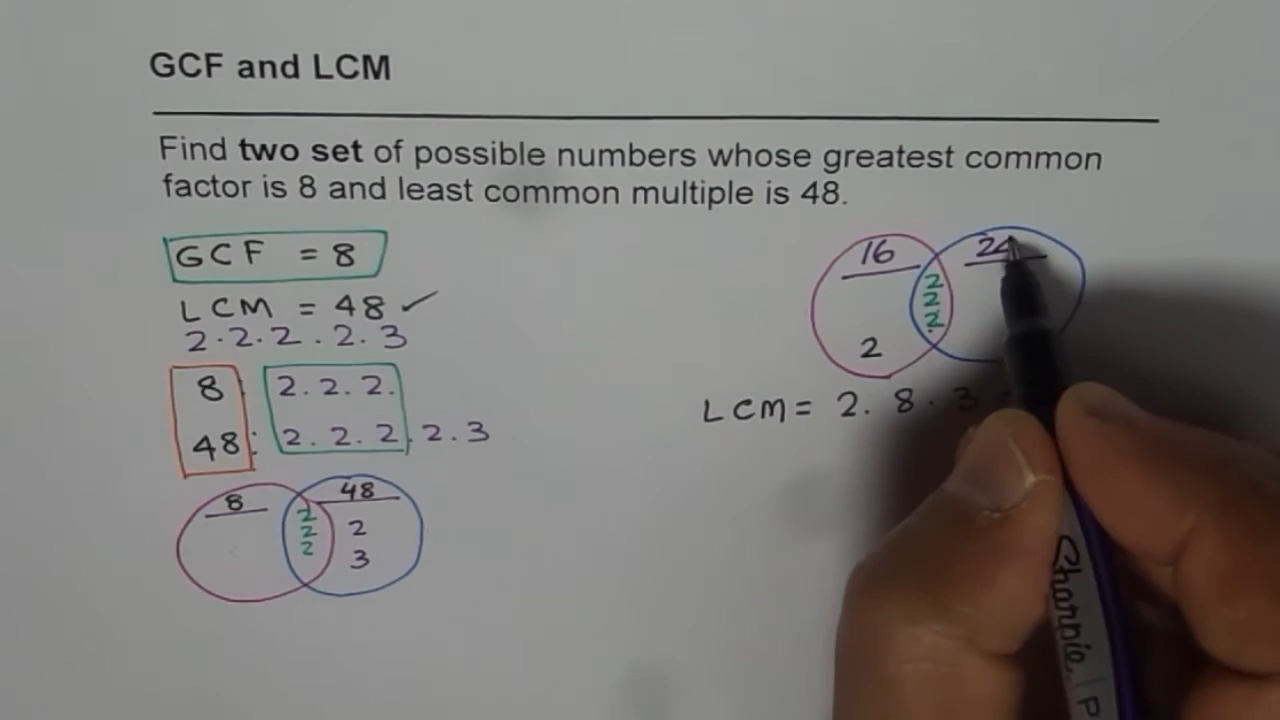 GCF and LCM
Find two set of possible numbers whose greatest common
factor is 8 and least common multiple is 48.
GCF = 8
LCM = 48 ✓
2.2.2.2.3
8: 2.2.2.
48: 2.2.2.2.3
8 48
2
2 2
2 3
16 24
2
2
2
2
LCM = 2.8.3
Sharpie P